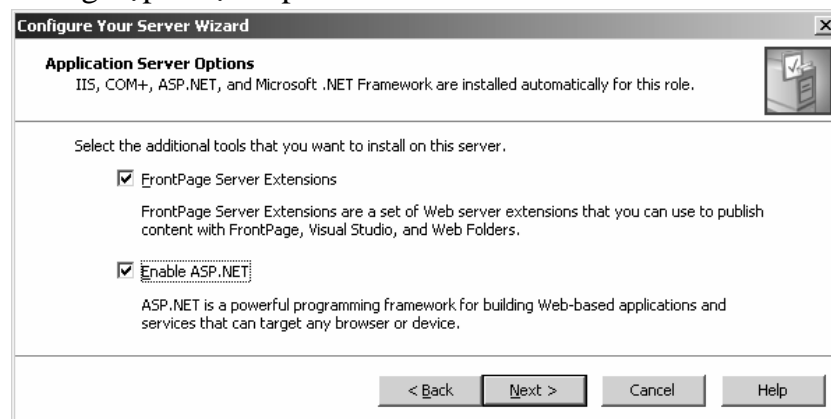 Configure Your Server Wizard
Application Server Options
IIS, COM+, ASP.NET, and Microsoft .NET Framework are installed automatically for this role.
Select the additional tools that you want to install on this server.
FrontPage Server Extensions
FrontPage Server Extensions are a set of Web server extensions that you can use to publish
content with FrontPage, Visual Studio, and Web Folders.
Enable ASP.NET
ASP.NET is a powerful programming framework for building Web-based applications and
services that can target any browser or device.
< Back Next > Cancel Help